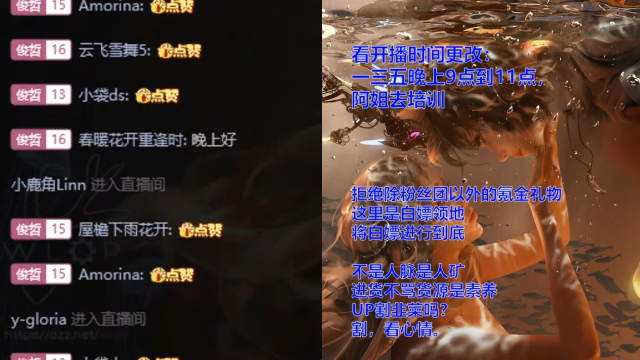 俊哲 15 Amorina: 点赞
俊哲 16 云飞雪舞5: 点赞
俊哲 13 小袋ds: 点赞
俊哲 16 春暖花开重逢时: 晚上好
小鹿角Linn 进入直播间
俊哲 15 屋檐下雨花开: 点赞
俊哲 15 Amorina: 点赞
y-gloria 进入直播间
看开播时间更改:
一三五晚上9点到11点,
阿姐去培训
拒绝除粉丝团以外的氪金礼物
这里是白嫖领地
将白嫖进行到底
不是人脉是人矿
进货不骂货源是素养
UP割韭菜吗?
割，看心情。